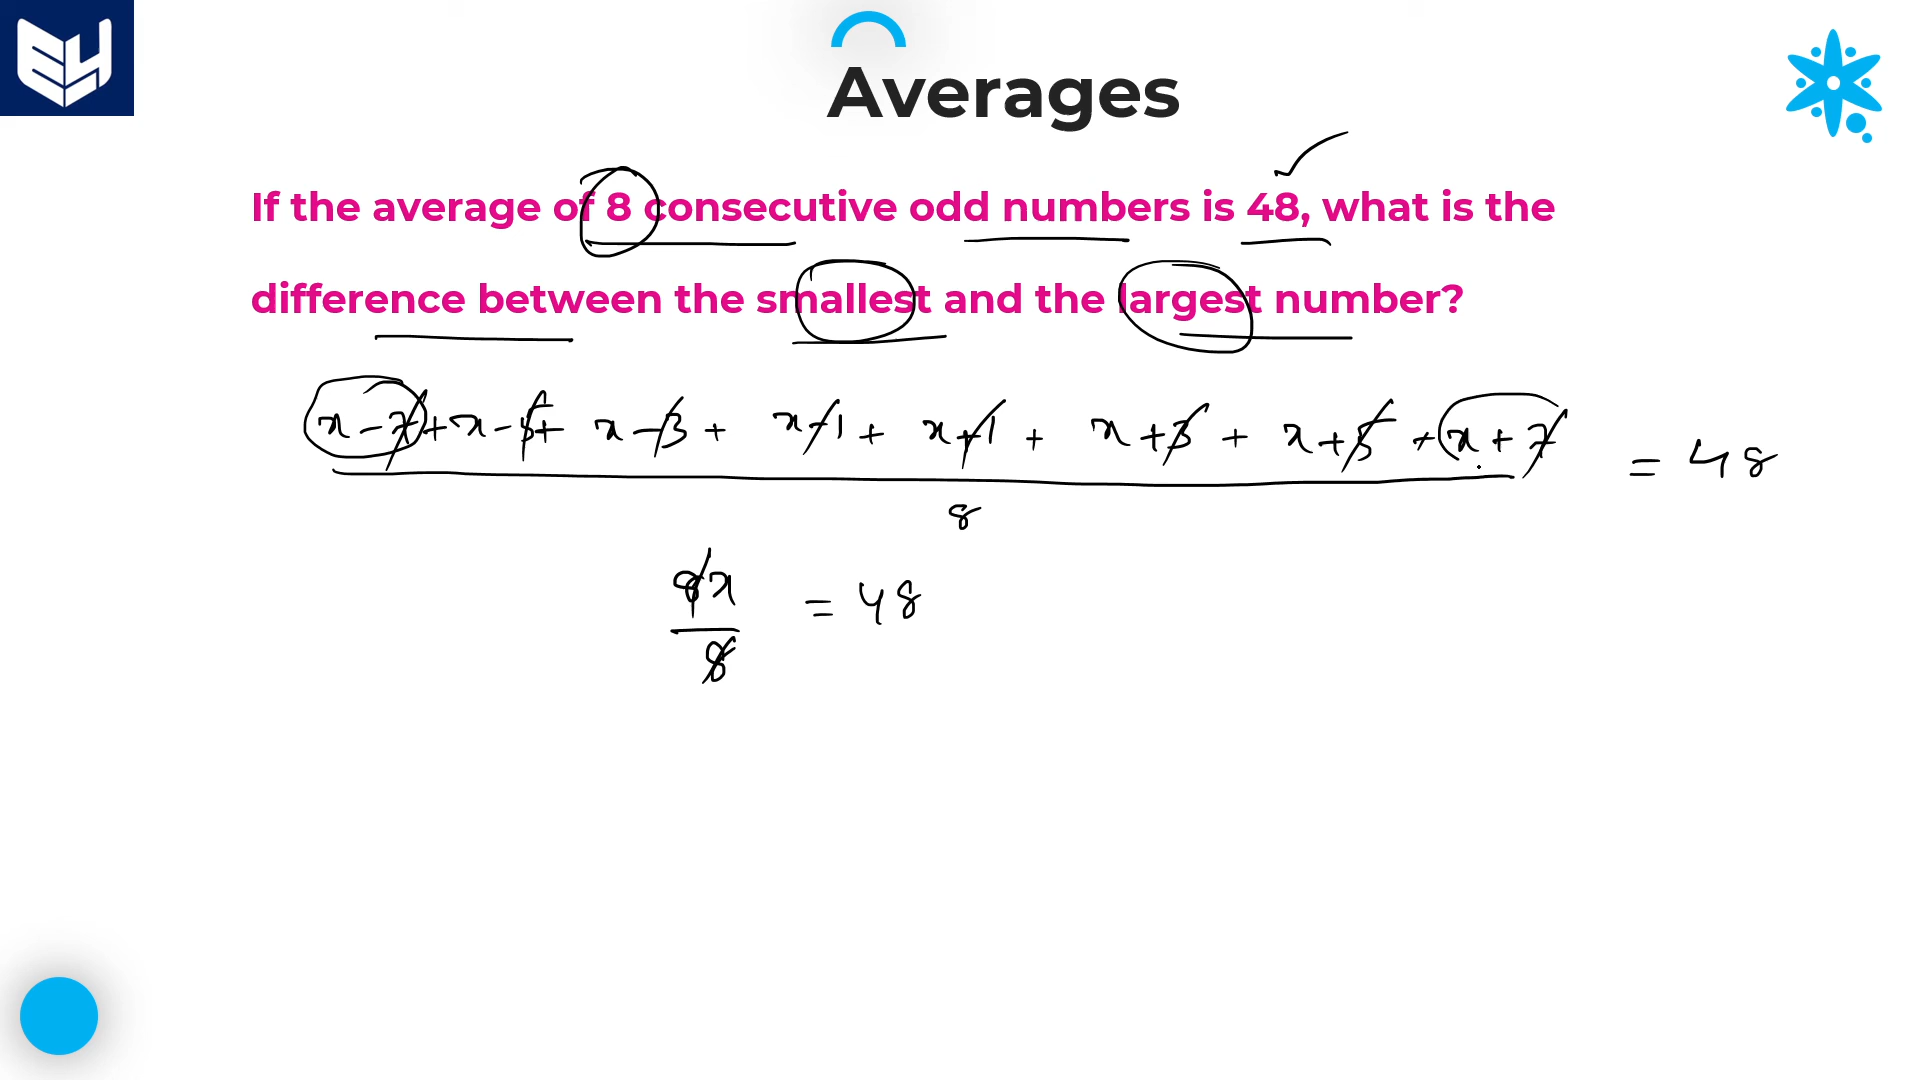 Averages
If the average of 8 consecutive odd numbers is 48, what is the
difference between the smallest and the largest number?
x - 7 + x - 5 + x - 3 + x - 1 + x + 1 + x + 3 + x + 5 + x + 7 = 48
8
8x = 48
8